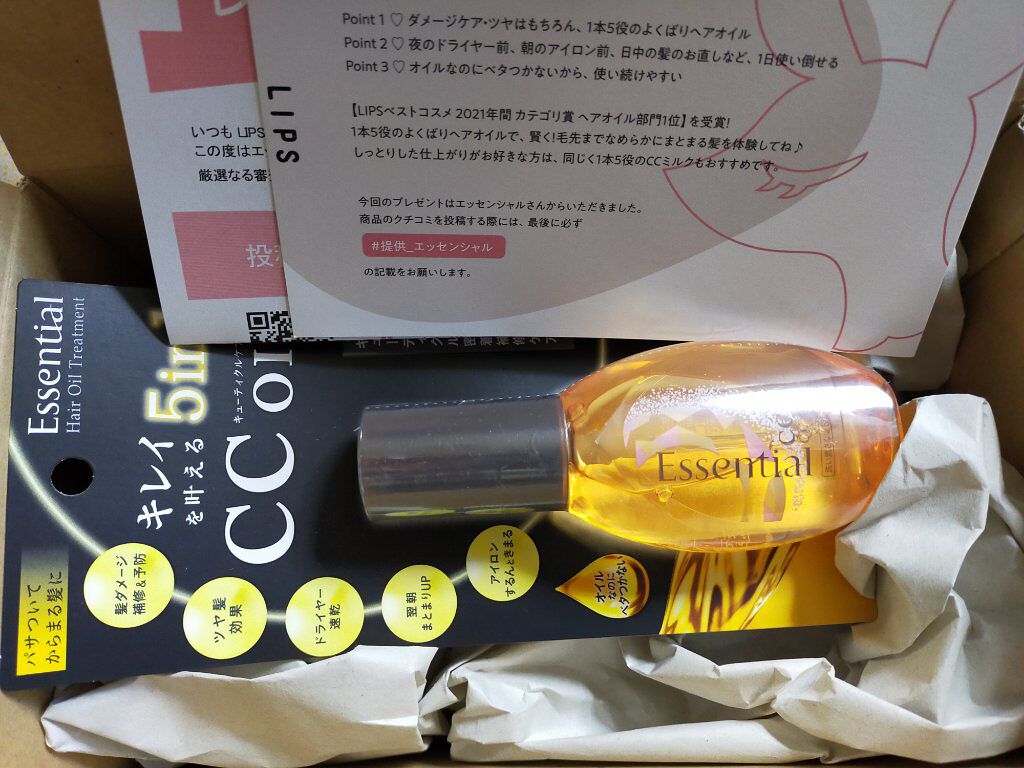 Point 1 ♡ ダメージケア・ツヤはもちろん、1本5役のよくばりヘアオイル
Point 2 ♡ 夜のドライヤー前、朝のアイロン前、日中の髪のお直しなど、1日使い倒せる
Point 3 ♡ オイルなのにベタつかないから、使い続けやすい
LIPS
【LIPSベストコスメ 2021年間 カテゴリ賞 ヘアオイル部門1位】を受賞!
1本5役のよくばりヘアオイルで、賢く!毛先までなめらかにまとまる髪を体験してね♪
しっとりした仕上がりがお好きな方は、同じく1本5役のCCミルクもおすすめです。
今回のプレゼントはエッセンシャルさんからいただきました。
商品のクチコミを投稿する際には、最後に必ず
#提供_エッセンシャル
の記載をお願いします。
いつも LIPS
この度はエ
厳選なる審
投
Essential
Hair Oil Treatment
キレイ
を叶える
5in
キューティクルケ
CC oi
パサついて
からまる髪に
髪ダメージ
補修&予防
ツヤ髪
効果
ドライヤー
速乾
翌朝
まとまりUP
アイロン
するんときまる
オイル
なのに
ベタつかない
Essential
CC